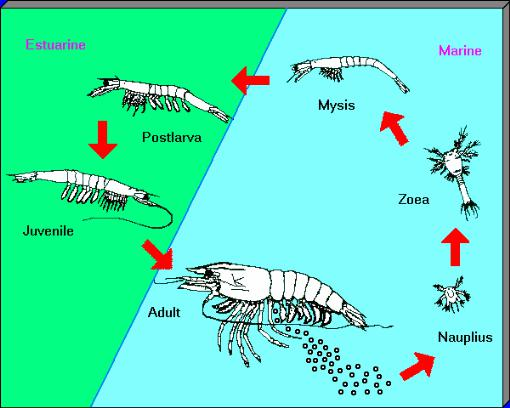 Estuarine
Marine
Mysis
Postlarva
Zoea
Juvenile
Adult
Nauplius